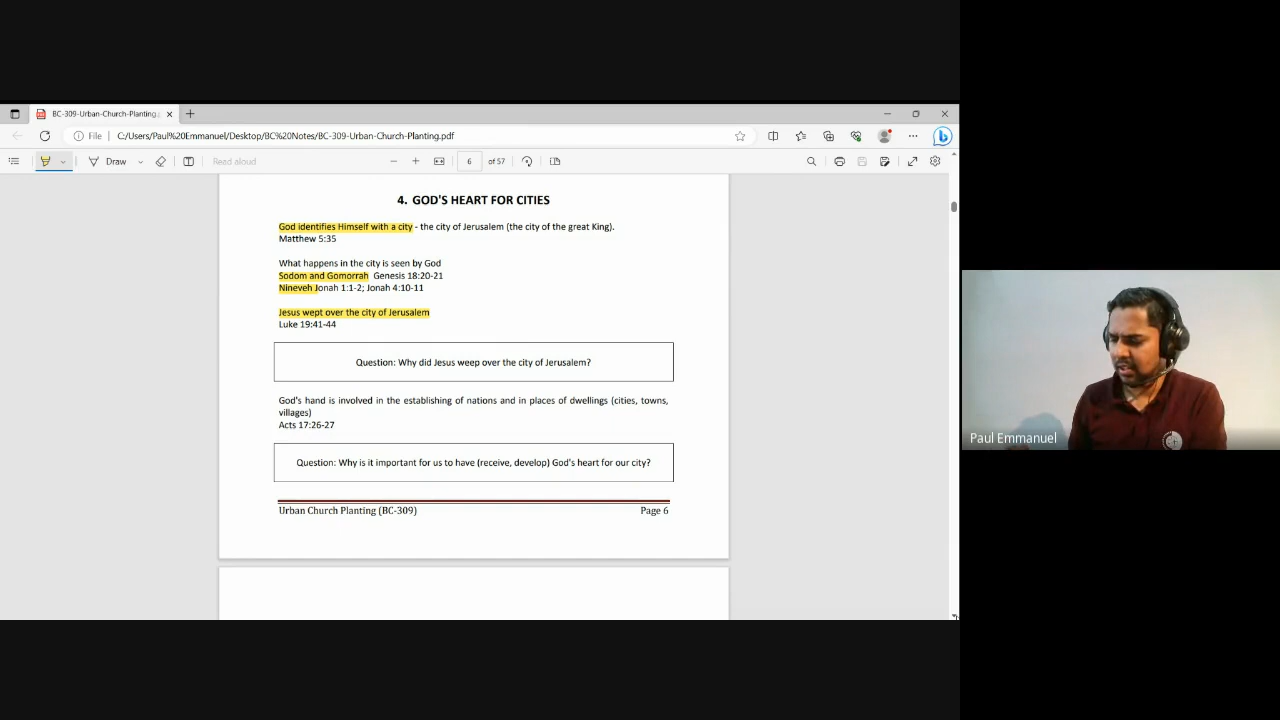 BC-309-Urban-Church-Planting.
File
C:/Users/Paul%20Emmanuel/Desktop/BC%20Notes/BC-309-Urban-Church-Planting.pdf
Draw
Read aloud
6 of 57
4. GOD'S HEART FOR CITIES
God identifies Himself with a city - the city of Jerusalem (the city of the great King).
Matthew 5:35
What happens in the city is seen by God
Sodom and Gomorrah Genesis 18:20-21
Nineveh Jonah 1:1-2; Jonah 4:10-11
Jesus wept over the city of Jerusalem
Luke 19:41-44
Question: Why did Jesus weep over the city of Jerusalem?
God's hand is involved in the establishing of nations and in places of dwellings (cities, towns,
villages)
Acts 17:26-27
Question: Why is it important for us to have (receive, develop) God's heart for our city?
Urban Church Planting (BC-309) Page 6
Paul Emmanuel